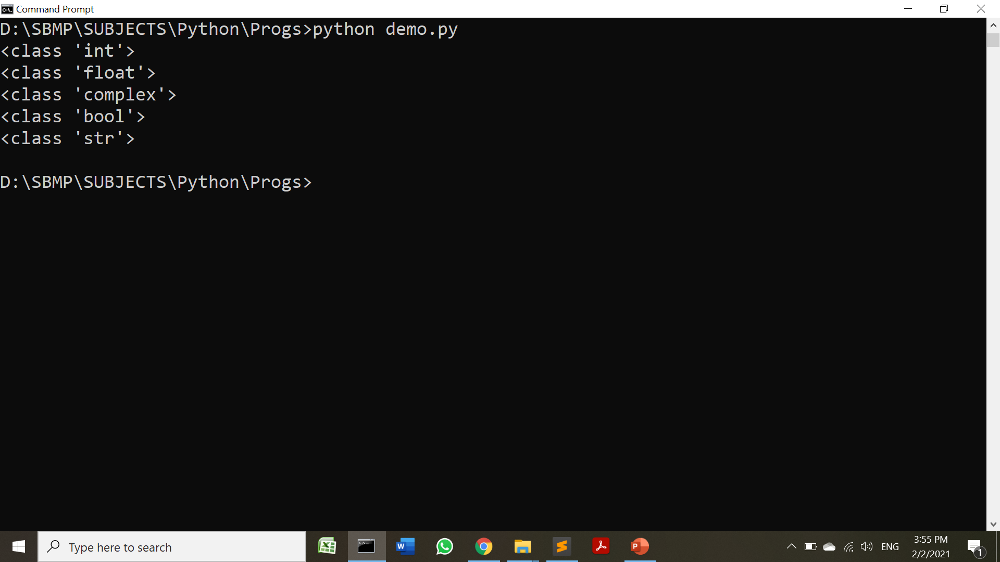 Command Prompt
D:\SBMP\SUBJECTS\Python\Progs>python demo.py
<class 'int'>
<class 'float'>
<class 'complex'>
<class 'bool'>
<class 'str'>
D:\SBMP\SUBJECTS\Python\Progs>
Type here to search
ENG
3:55 PM
2/2/2021
1